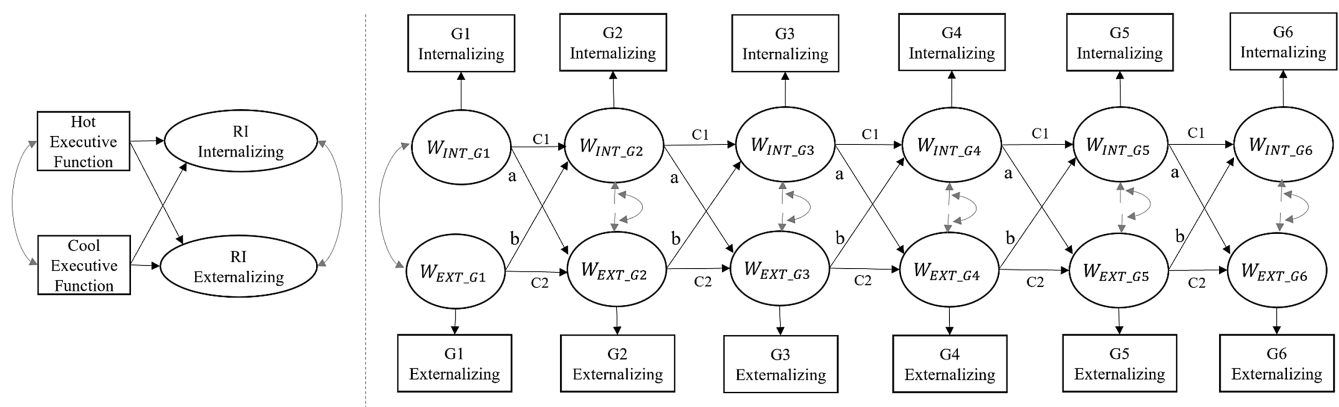 Hot
Executive
Function
RI
Internalizing
Cool
Executive
Function
RI
Externalizing
G1
Internalizing
G2
Internalizing
G3
Internalizing
G4
Internalizing
G5
Internalizing
G6
Internalizing
W_INT_G1
C1
W_INT_G2
C1
W_INT_G3
C1
W_INT_G4
C1
W_INT_G5
C1
W_INT_G6
a
a
a
a
a
b
b
b
b
b
W_EXT_G1
C2
W_EXT_G2
C2
W_EXT_G3
C2
W_EXT_G4
C2
W_EXT_G5
C2
W_EXT_G6
G1
Externalizing
G2
Externalizing
G3
Externalizing
G4
Externalizing
G5
Externalizing
G6
Externalizing